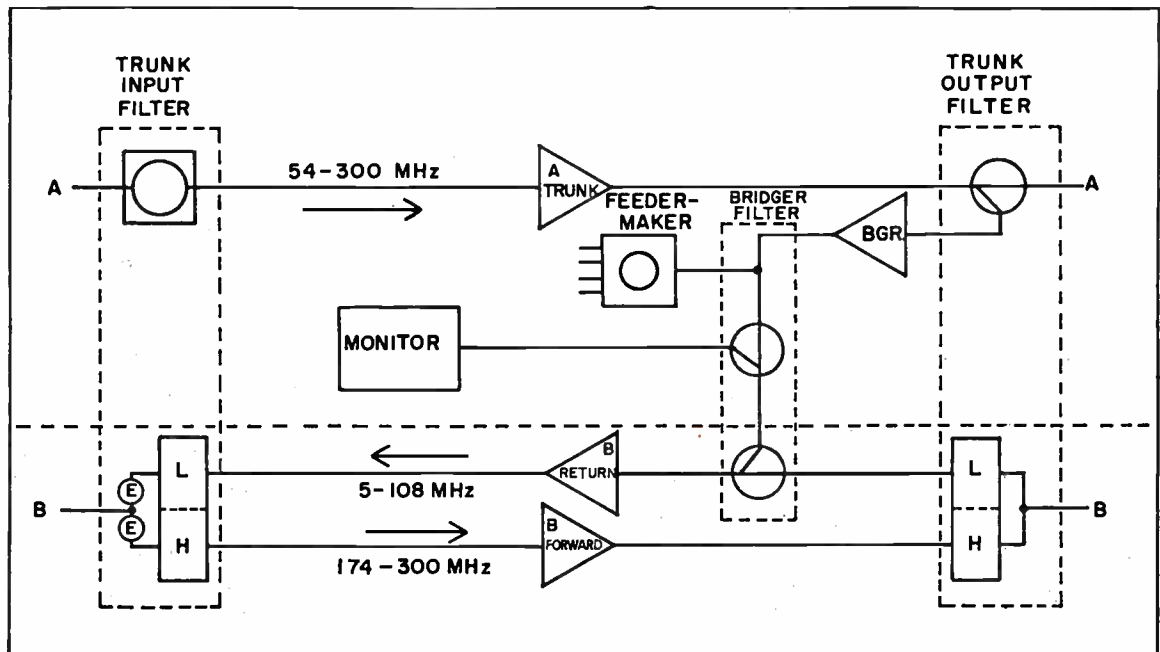 TRUNK
INPUT
FILTER
TRUNK
OUTPUT
FILTER
A
54-300 MHz
A
TRUNK
A
FEEDER-
MAKER
BRIDGER
FILTER
BGR
MONITOR
B
L
E
E
H
5-108 MHz
B
RETURN
B
FORWARD
174-300 MHz
L
H
B